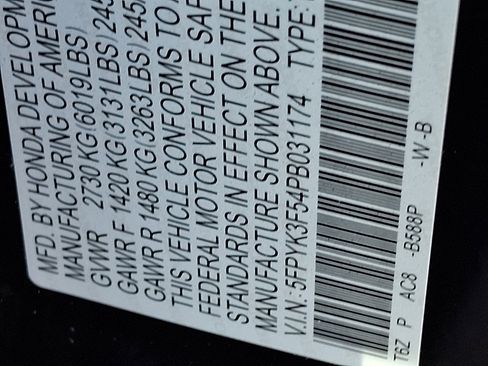 MFD. BY HONDA DEVELOPM
MANUFACTURING OF AMERIC
GVWR 2730 KG(6019LBS)
GAWR F 1420 KG(3131LBS) 245
GAWR R 1480 KG(3263LBS) 245
THIS VEHICLE CONFORMS TO A
FEDERAL MOTOR VEHICLE SAF
STANDARDS IN EFFECT ON THE
MANUFACTURE SHOWN ABOVE.
V.I.N.: 5FPYK3F54PB031174 TYPE:
T6Z P AC8 -B588P -W-B